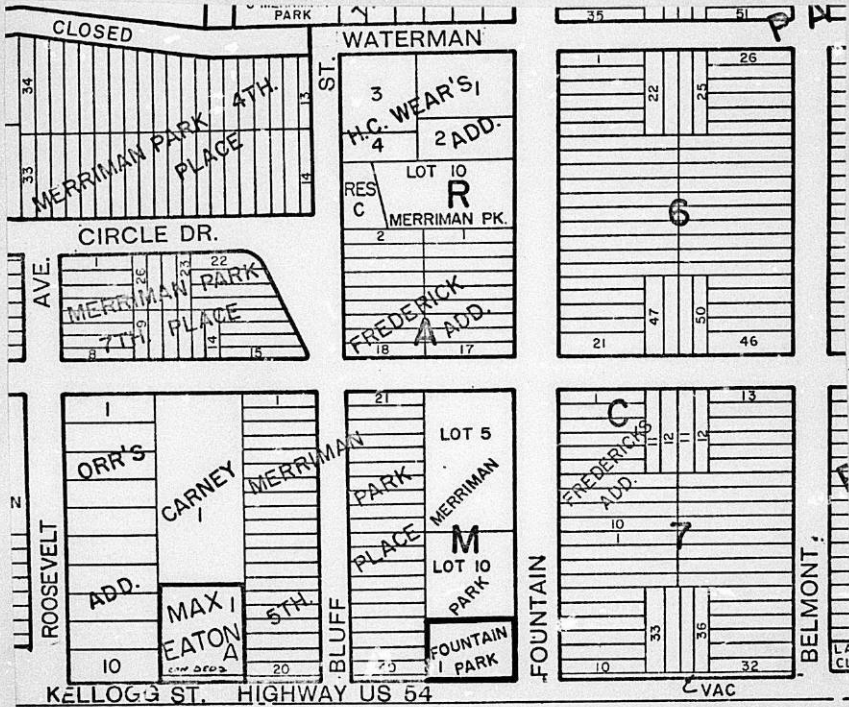 PARK
CLOSED
WATERMAN
ST.
35
51
34
13
33
14
MERRIMAN PARK 4TH.
PLACE
3
H.C. WEAR'S 1
4
2 ADD.
LOT 10
RES
C
R
MERRIMAN PK.
1
26
22
25
6
47
50
21
46
CIRCLE DR.
AVE.
1
26
23
22
MERRIMAN PARK
7TH. PLACE
8
9
14
15
2
1
FREDERICK
A ADD.
18
17
1
ORR'S
ADD.
10
CARNEY
1
MAX 1
EATON
A
1
MERRIMAN
5TH.
20
21
PARK
PLACE
LOT 5
MERRIMAN
M
LOT 10
PARK
FOUNTAIN
1 PARK
1
C
13
11
12
11
12
FREDERICKS
ADD.
10
1
7
33
36
10
32
2
ROOSEVELT
BLUFF
FOUNTAIN
BELMONT
KELLOGG ST. HIGHWAY US 54
VAC